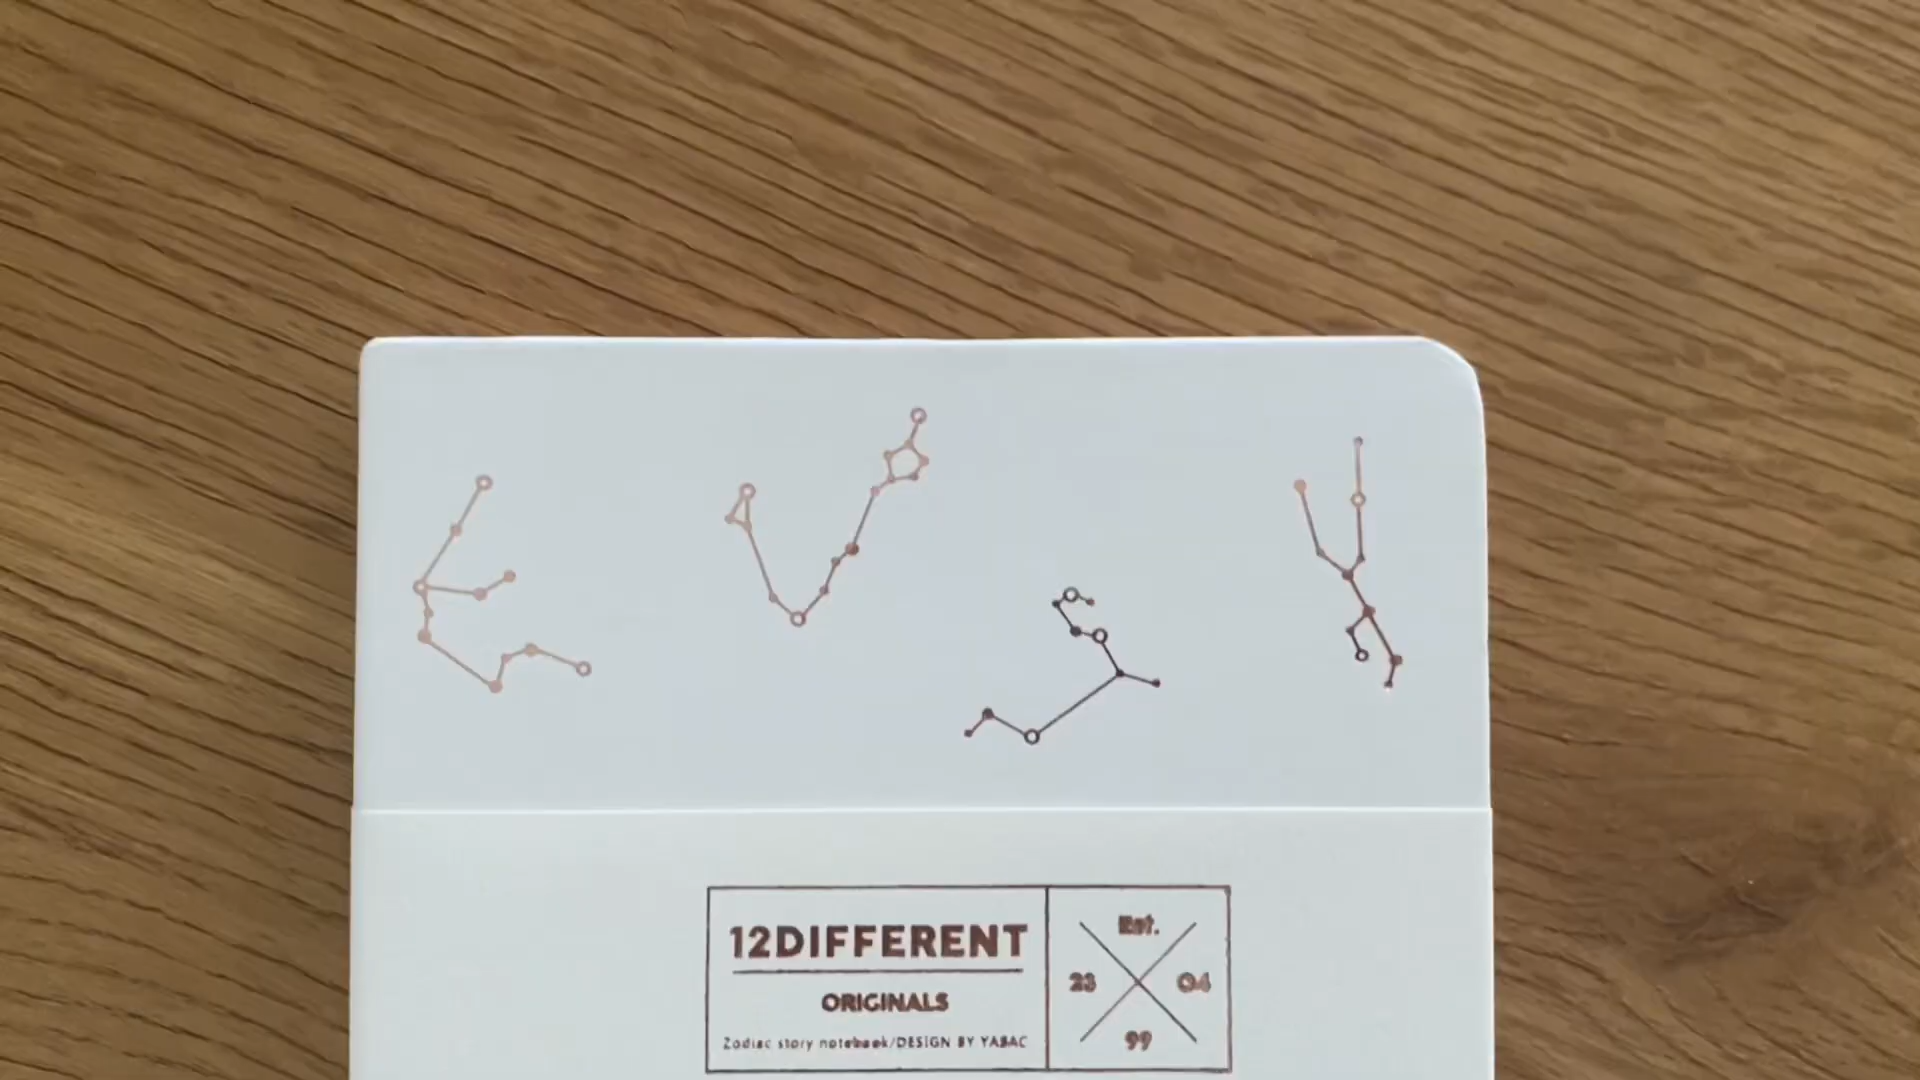 12DIFFERENT
ORIGINALS
Zodiac story notebook/DESIGN BY YABAC
Est.
23 04
99